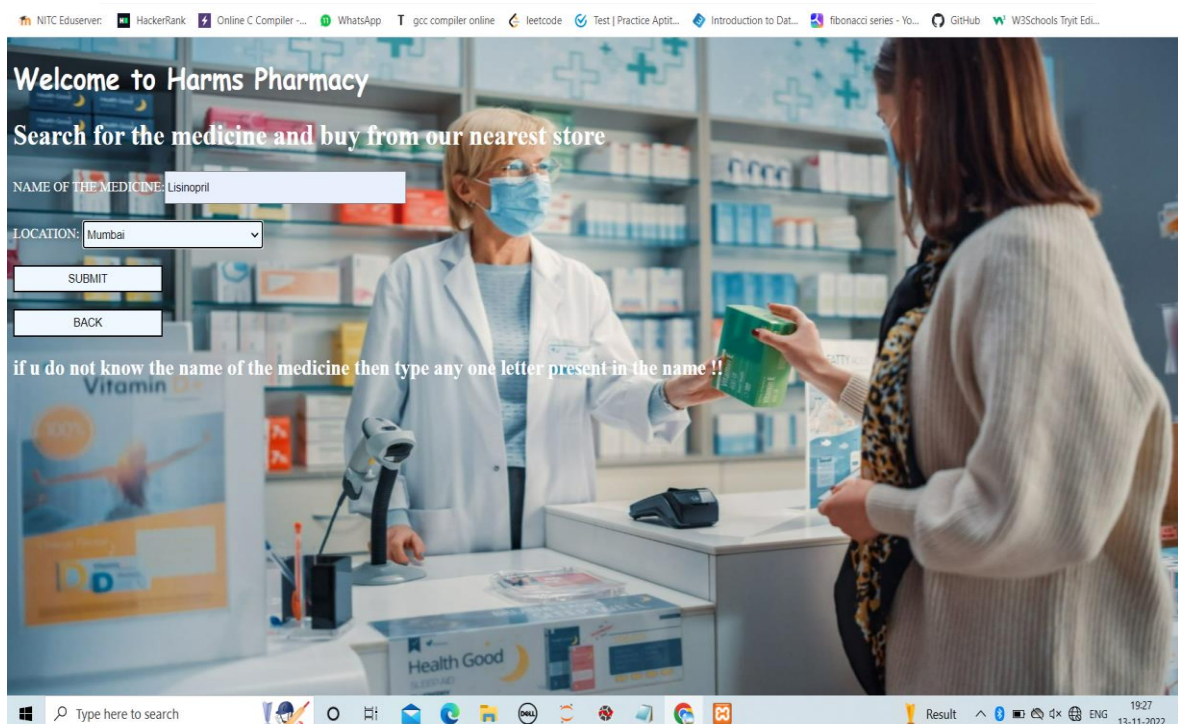 NITC Eduserver:
HackerRank
Online C Compiler -...
WhatsApp
gcc compiler online
leetcode
Test | Practice Aptit...
Introduction to Dat...
fibonacci series - Yo...
GitHub
W3Schools Tryit Edi...
Welcome to Harms Pharmacy
Search for the medicine and buy from our nearest store
NAME OF THE MEDICINE: Lisinopril
LOCATION: Mumbai
SUBMIT
BACK
if u do not know the name of the medicine then type any one letter present in the name !!
Vitamin D+
100%
D D
Health Good
SLEEP AID
Type here to search
DELL
Result
ENG
19:27
13-11-2022